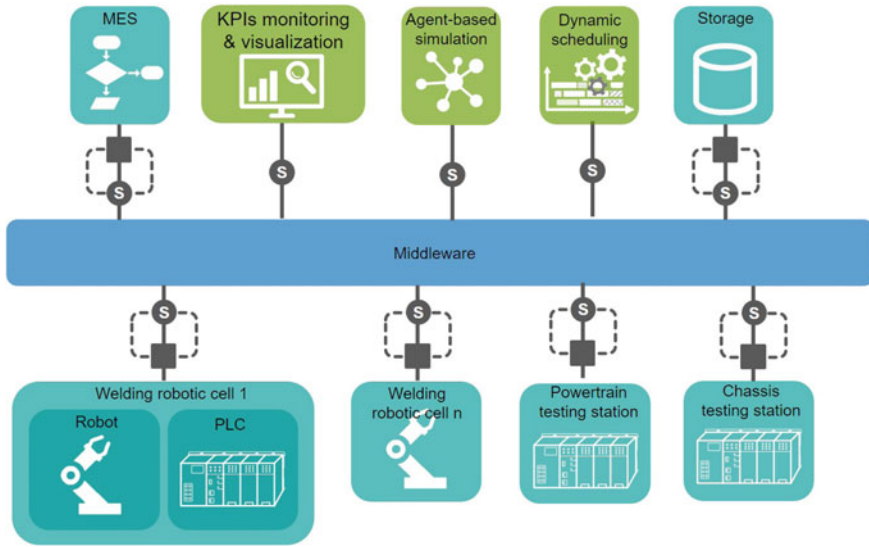 MES
KPIs monitoring
& visualization
Agent-based
simulation
Dynamic
scheduling
Storage
S
S
S
S
S
Middleware
S
S
S
S
Welding robotic cell 1
Robot
PLC
Welding
robotic cell n
Powertrain
testing station
Chassis
testing station